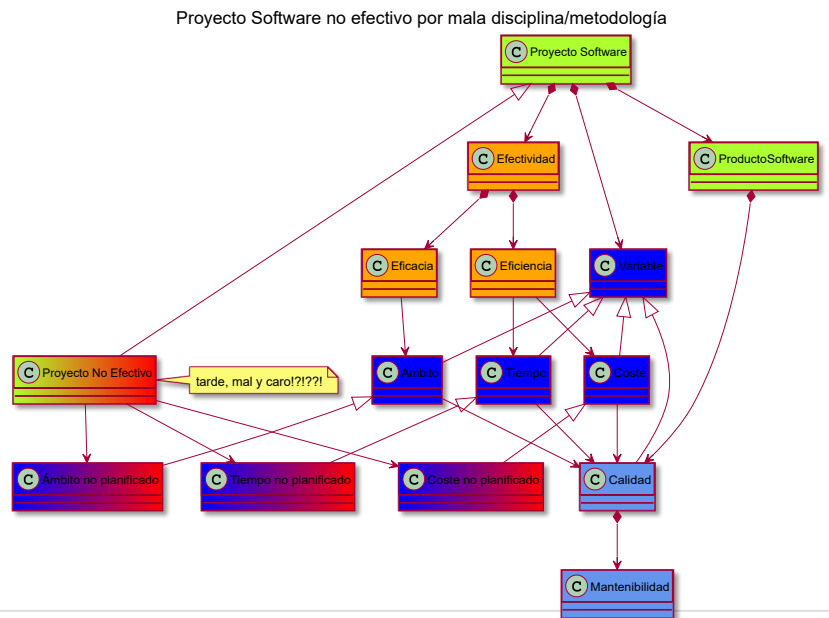 Proyecto Software no efectivo por mala disciplina/metodología
C Proyecto Software
C Efectividad
C ProductoSoftware
C Eficacia
C Eficiencia
C Variable
C Proyecto No Efectivo
tarde, mal y caro!?!??!
C Ámbito
C Tiempo
C Coste
C Ámbito no planificado
C Tiempo no planificado
C Coste no planificado
C Calidad
C Mantenibilidad